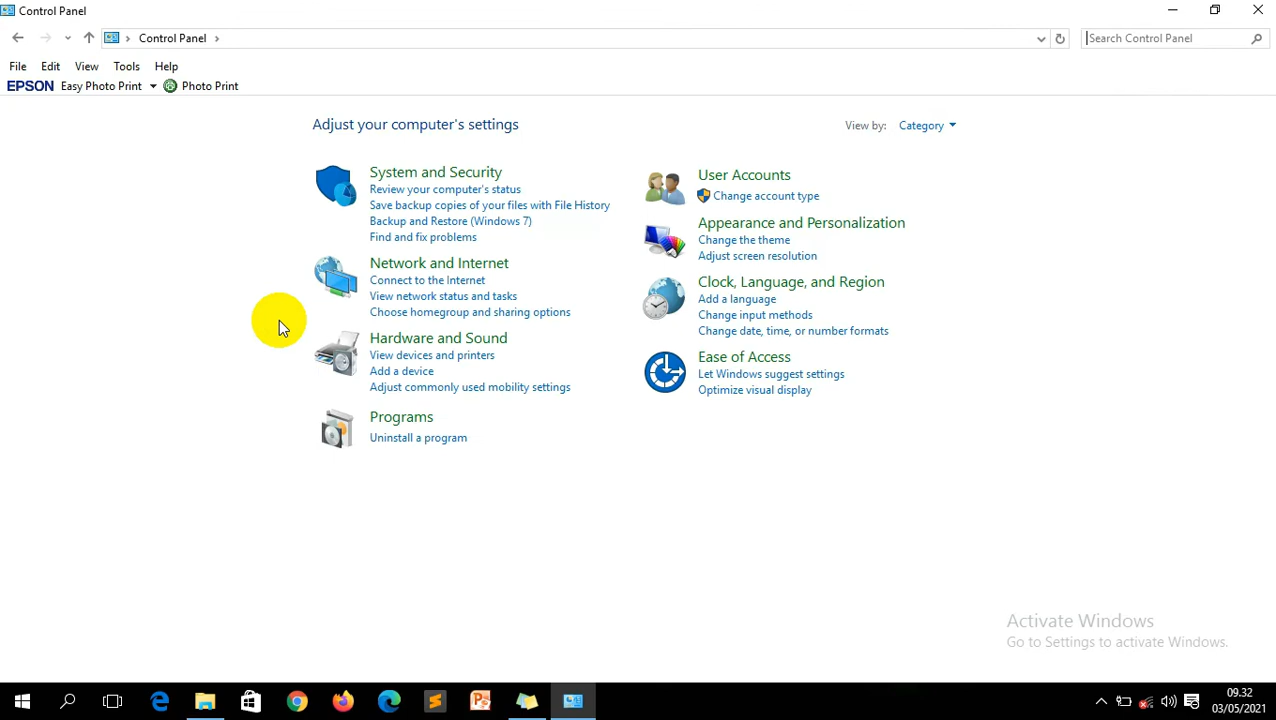 Control Panel
Control Panel
Search Control Panel
File Edit View Tools Help
EPSON Easy Photo Print Photo Print
Adjust your computer's settings
View by: Category
System and Security
Review your computer's status
Save backup copies of your files with File History
Backup and Restore (Windows 7)
Find and fix problems
Network and Internet
Connect to the Internet
View network status and tasks
Choose homegroup and sharing options
Hardware and Sound
View devices and printers
Add a device
Adjust commonly used mobility settings
Programs
Uninstall a program
User Accounts
Change account type
Appearance and Personalization
Change the theme
Adjust screen resolution
Clock, Language, and Region
Add a language
Change input methods
Change date, time, or number formats
Ease of Access
Let Windows suggest settings
Optimize visual display
Activate Windows
Go to Settings to activate Windows.
09.32
03/05/2021